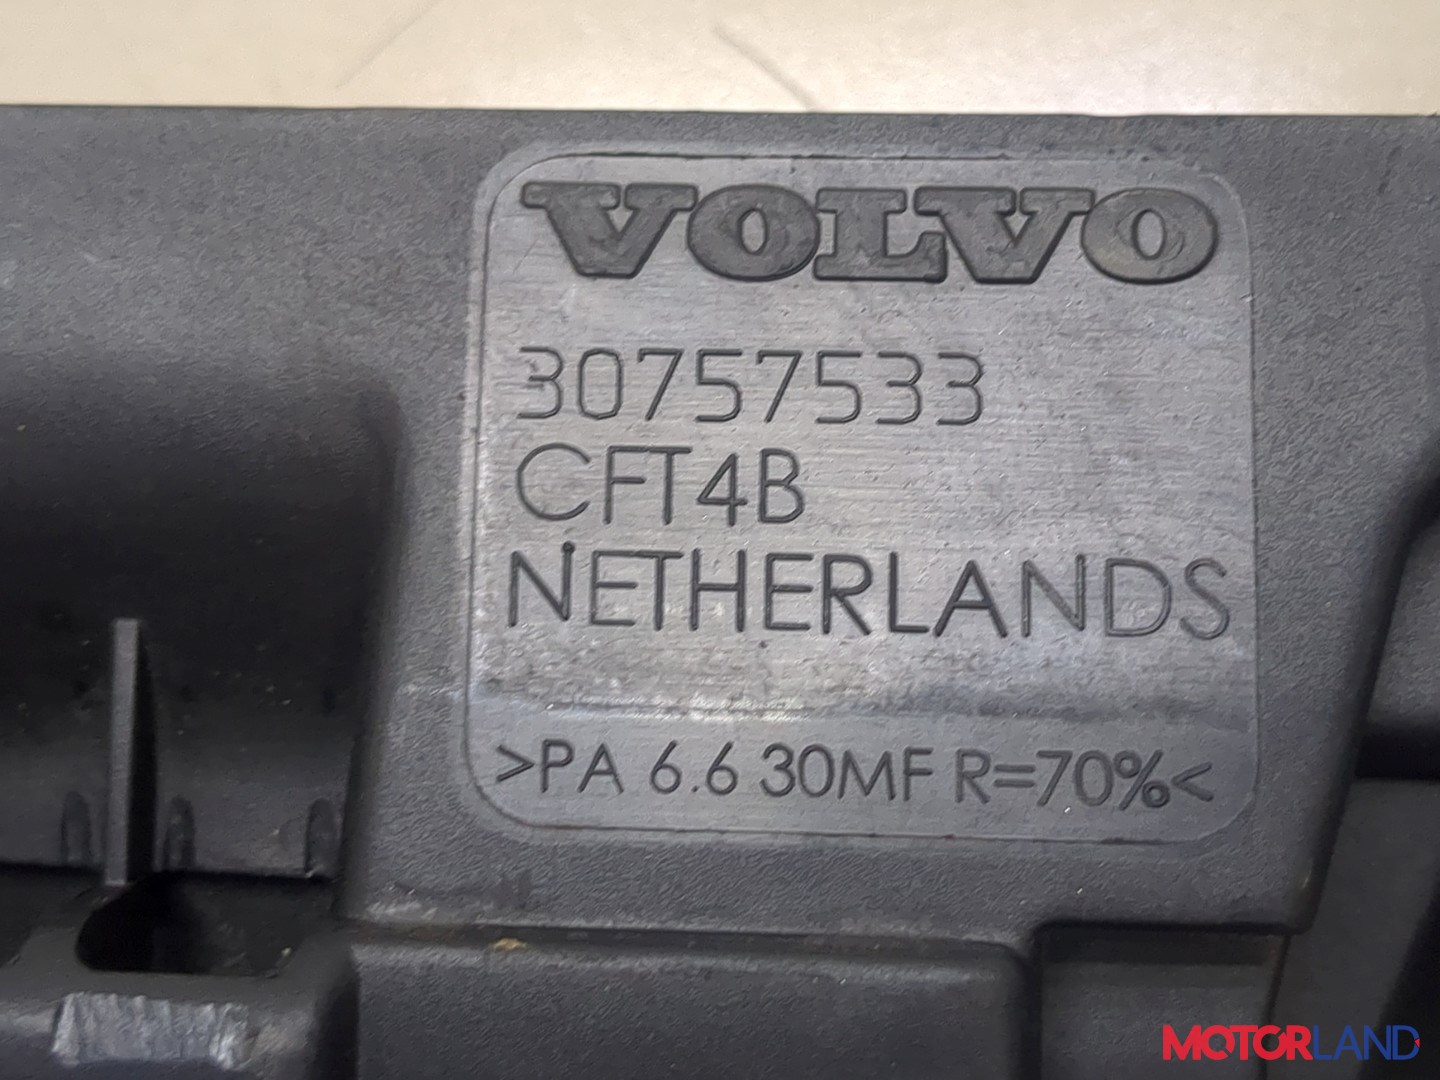 VOLVO
30757533
CFT4B
NETHERLANDS
>PA 6.6 30MF R=70%<
MOTORLAND